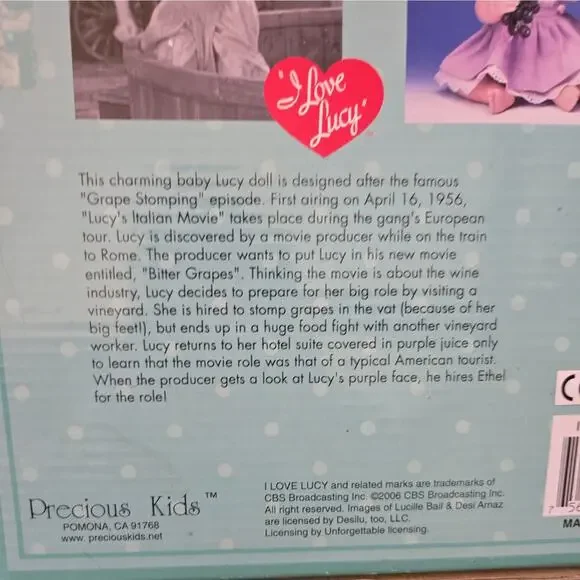 "I Love
Lucy"
This charming baby Lucy doll is designed after the famous
"Grape Stomping" episode. First airing on April 16, 1956,
"Lucy's Italian Movie" takes place during the gang's European
tour. Lucy is discovered by a movie producer while on the train
to Rome. The producer wants to put Lucy in his new movie
entitled, "Bitter Grapes". Thinking the movie is about the wine
industry, Lucy decides to prepare for her big role by visiting a
vineyard. She is hired to stomp grapes in the vat (because of her
big feet!), but ends up in a huge food fight with another vineyard
worker. Lucy returns to her hotel suite covered in purple juice only
to learn that the movie role was that of a typical American tourist.
When the producer gets a look at Lucy's purple face, he hires Ethel
for the role!
Precious Kids™
POMONA, CA 91768
www.preciouskids.net
I LOVE LUCY and related marks are trademarks of
CBS Broadcasting Inc. ©2006 CBS Broadcasting Inc.
All right reserved. Images of Lucille Ball & Desi Arnaz
are licensed by Desilu, too, LLC.
Licensing by Unforgettable licensing.
MA